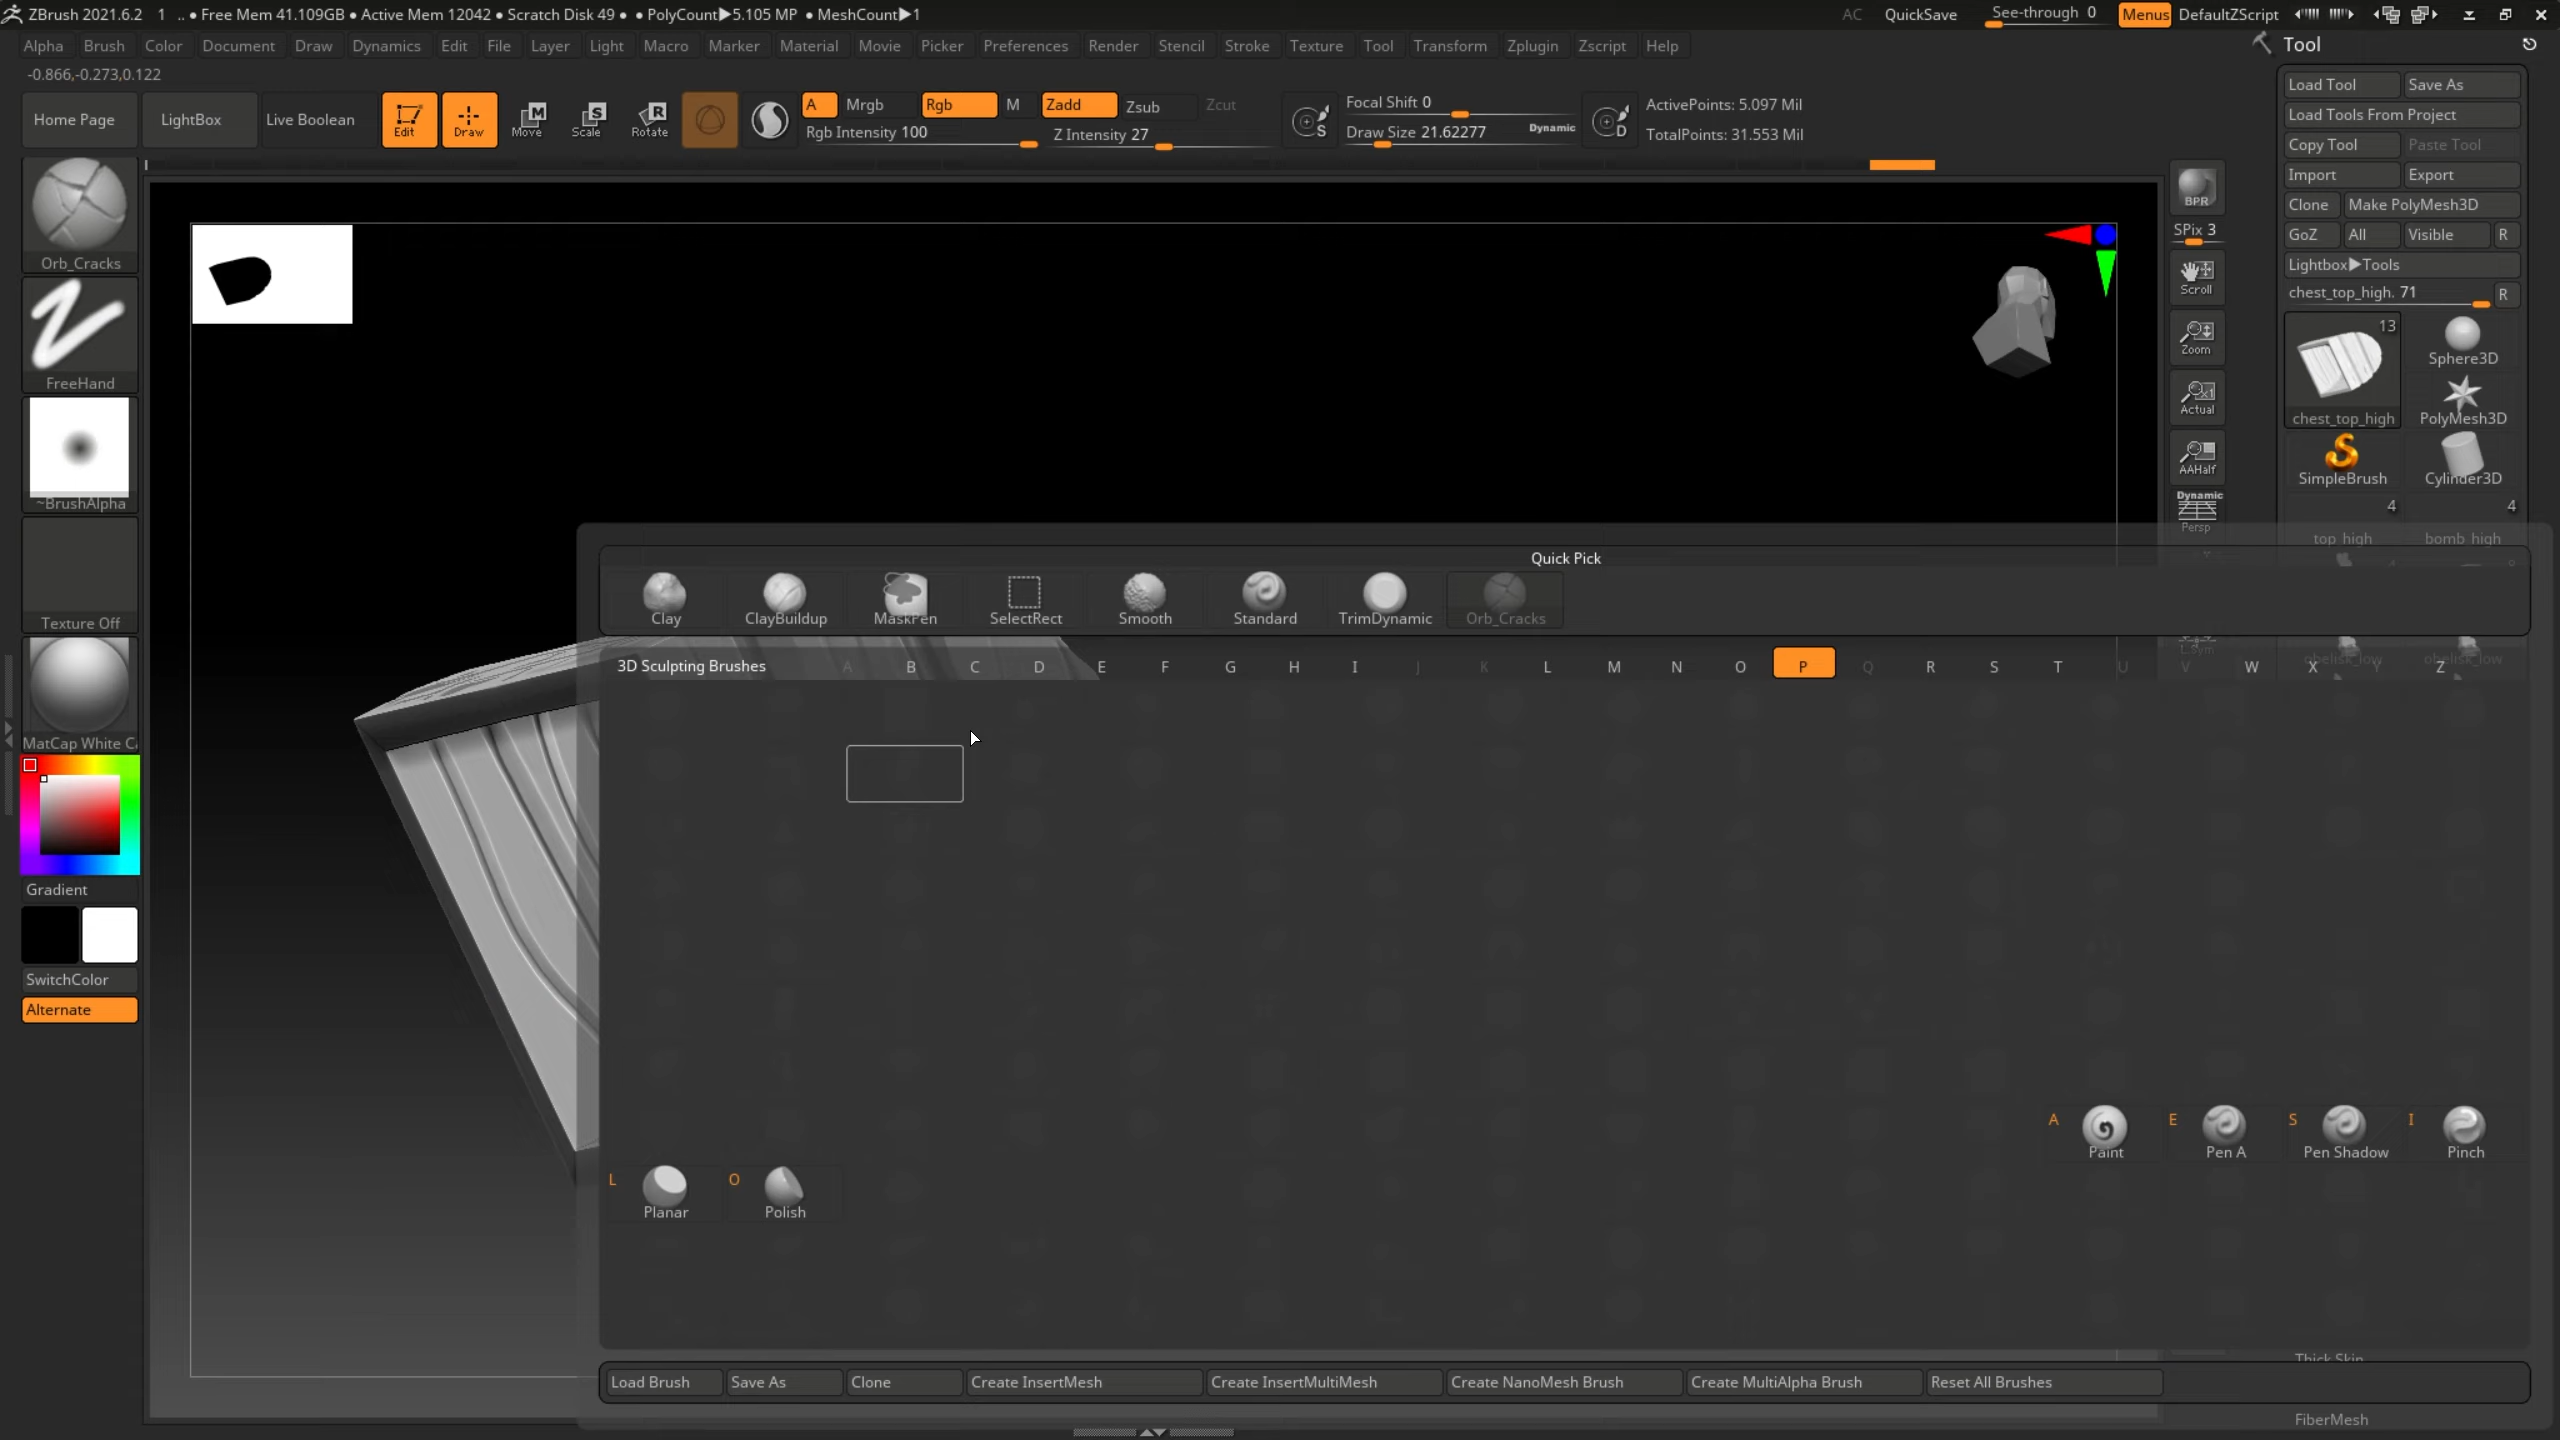 ZBrush 2021.6.2 1 .. ● Free Mem 41.109GB ● Active Mem 12042 ● Scratch Disk 49 ● ● PolyCount▶5.105 MP ● MeshCount▶1 AC QuickSave See-through 0 Menus DefaultZScript
Alpha Brush Color Document Draw Dynamics Edit File Layer Light Macro Marker Material Movie Picker Preferences Render Stencil Stroke Texture Tool Transform Zplugin Zscript Help
Tool
-0.866,-0.273,0.122
Load Tool Save As
Load Tools From Project
Copy Tool Paste Tool
Import Export
Clone Make PolyMesh3D
GoZ All Visible R
Lightbox▶Tools
chest_top_high. 71 R
Home Page LightBox Live Boolean Edit Draw Move Scale Rotate
A Mrgb Rgb M Zadd Zsub Zcut
Rgb Intensity 100 Z Intensity 27
Focal Shift 0
Draw Size 21.62277 Dynamic
ActivePoints: 5.097 Mil
TotalPoints: 31.553 Mil
Orb_Cracks
FreeHand
~BrushAlpha
Texture Off
MatCap White C
Gradient
SwitchColor
Alternate
BPR
SPix 3
Scroll
Zoom
Actual
AAHalf
Dynamic
Persp
L.Sym
13
chest_top_high Sphere3D
PolyMesh3D
SimpleBrush Cylinder3D
4 4
top_high bomb_high
obelisk_low obelisk_low
Quick Pick
Clay ClayBuildup MaskPen SelectRect Smooth Standard TrimDynamic Orb_Cracks
3D Sculpting Brushes A B C D E F G H I J K L M N O P Q R S T U V W X Y Z
A Paint E Pen A S Pen Shadow I Pinch
L Planar O Polish
Load Brush Save As Clone Create InsertMesh Create InsertMultiMesh Create NanoMesh Brush Create MultiAlpha Brush Reset All Brushes
Thick Skin
FiberMesh